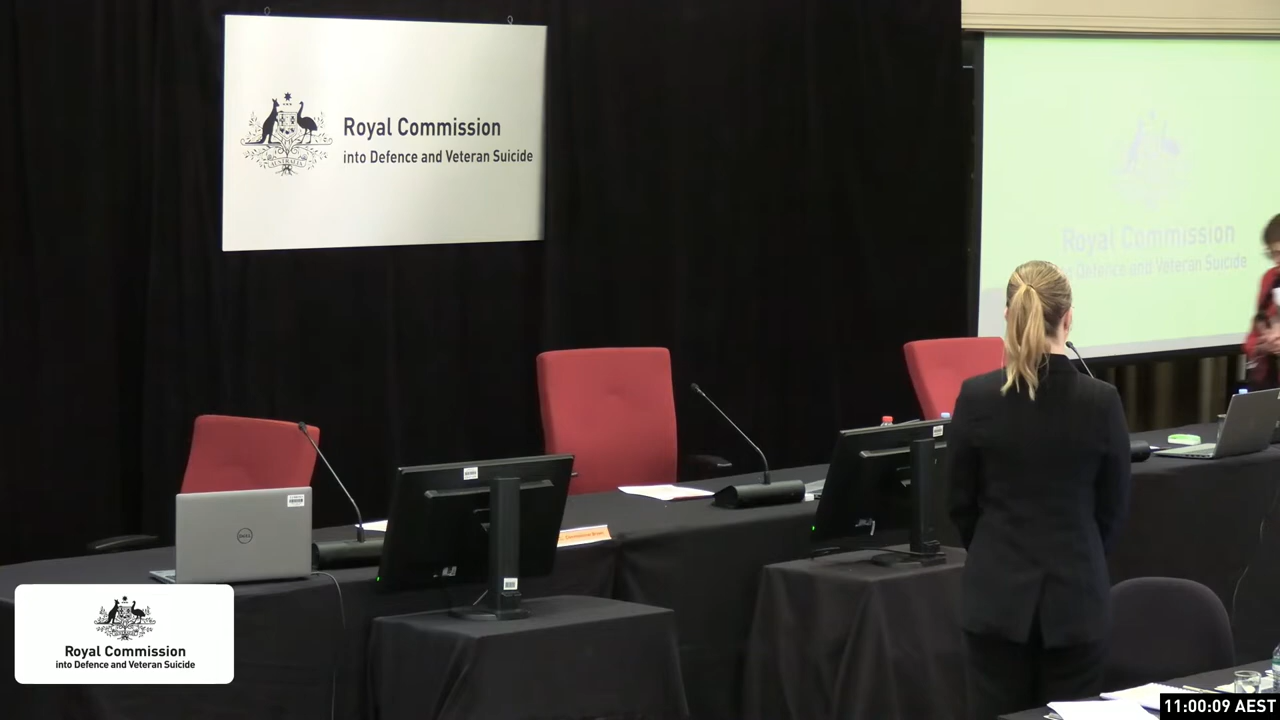 Royal Commission
into Defence and Veteran Suicide
AUSTRALIA
Royal Commission
Defence and Veteran Suicide
DELL
Royal Commission
into Defence and Veteran Suicide
11:00:09 AEST